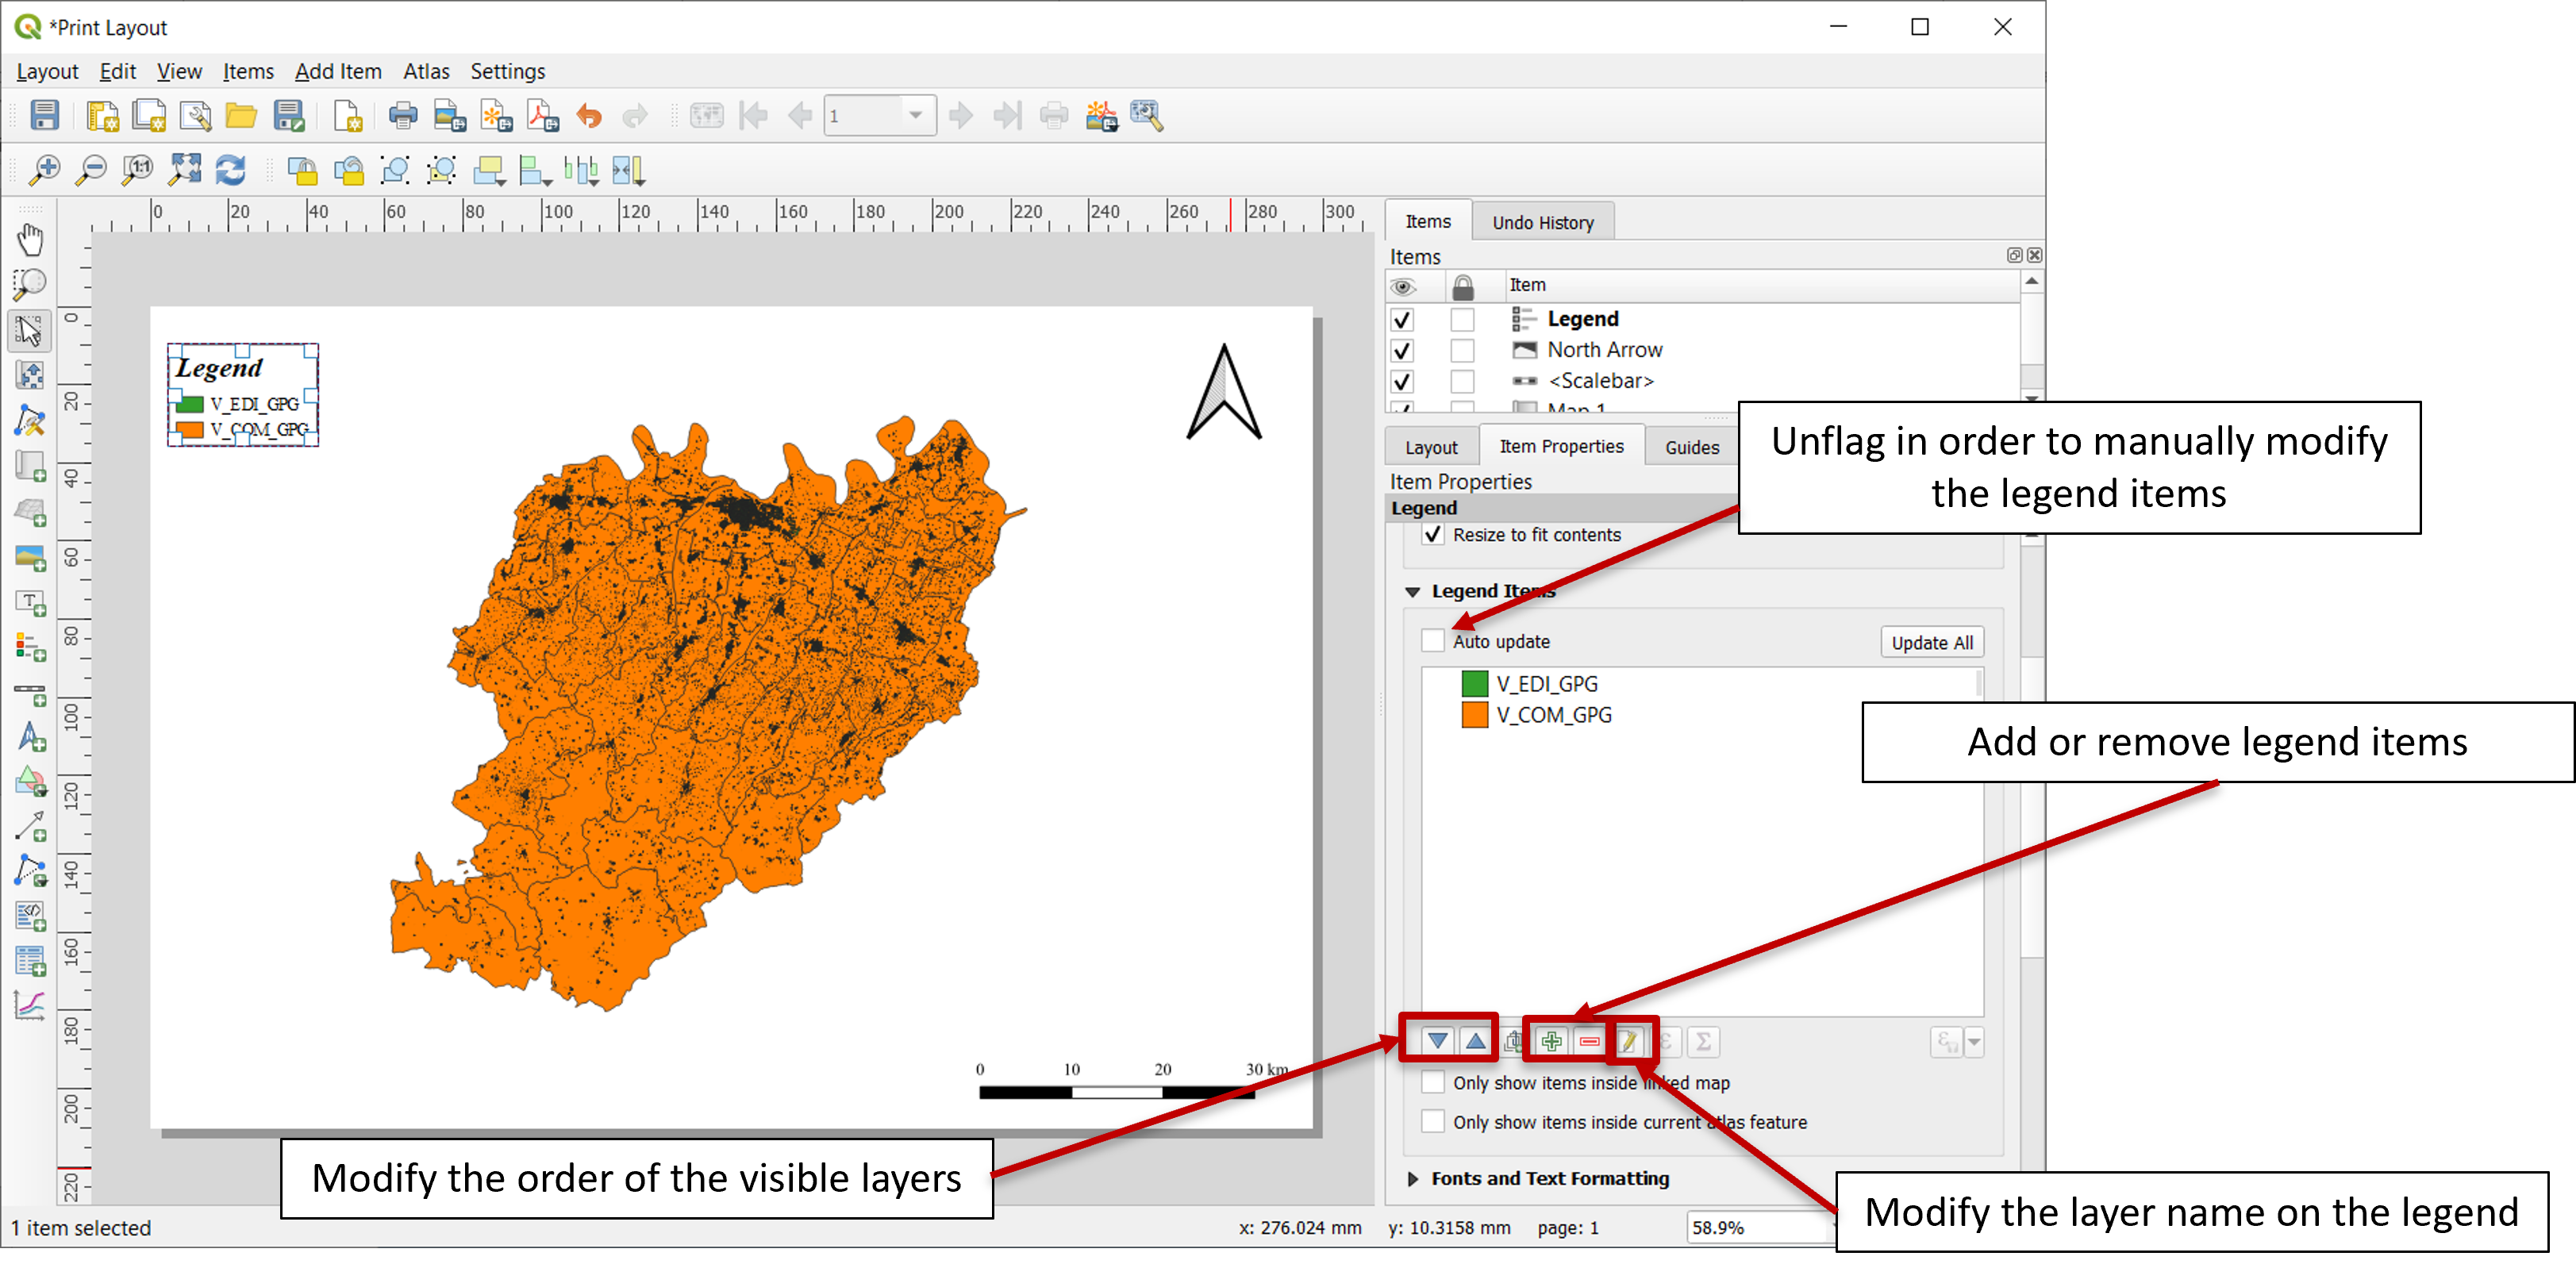 *Print Layout
Layout Edit View Items Add Item Atlas Settings
1
1:1
0 20 40 60 80 100 120 140 160 180 200 220 240 260 280 300
0
20
40
60
80
100
120
140
160
180
200
220
Legend
V_EDI_GPG
V_COM_GPG
0 10 20 30 km
Items Undo History
Items
Item
Legend
North Arrow
<Scalebar>
Map 1
Layout Item Properties Guides
Item Properties
Legend
Resize to fit contents
Legend Items
Auto update Update All
V_EDI_GPG
V_COM_GPG
Only show items inside linked map
Only show items inside current atlas feature
Fonts and Text Formatting
Unflag in order to manually modify
the legend items
Add or remove legend items
Modify the order of the visible layers
Modify the layer name on the legend
1 item selected x: 276.024 mm y: 10.3158 mm page: 1 58.9%